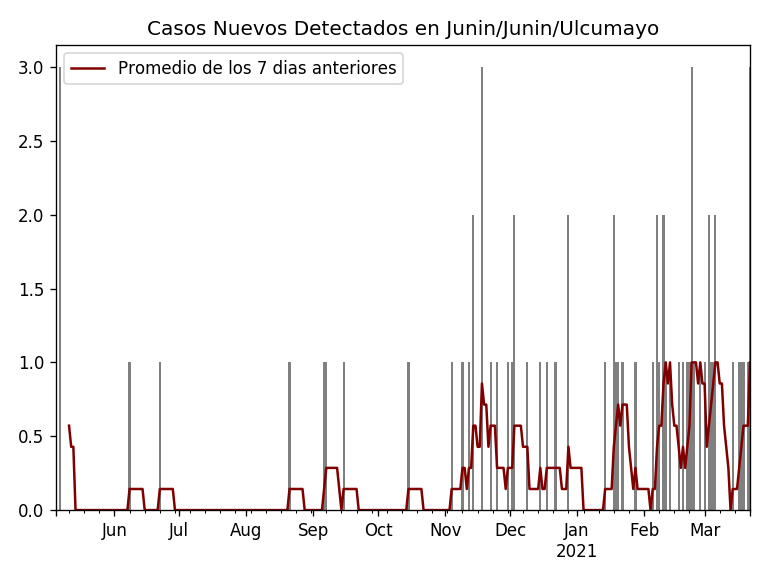 Casos Nuevos Detectados en Junin/Junin/Ulcumayo
Promedio de los 7 dias anteriores
3.0
2.5
2.0
1.5
1.0
0.5
0.0
Jun Jul Aug Sep Oct Nov Dec Jan Feb Mar
2021